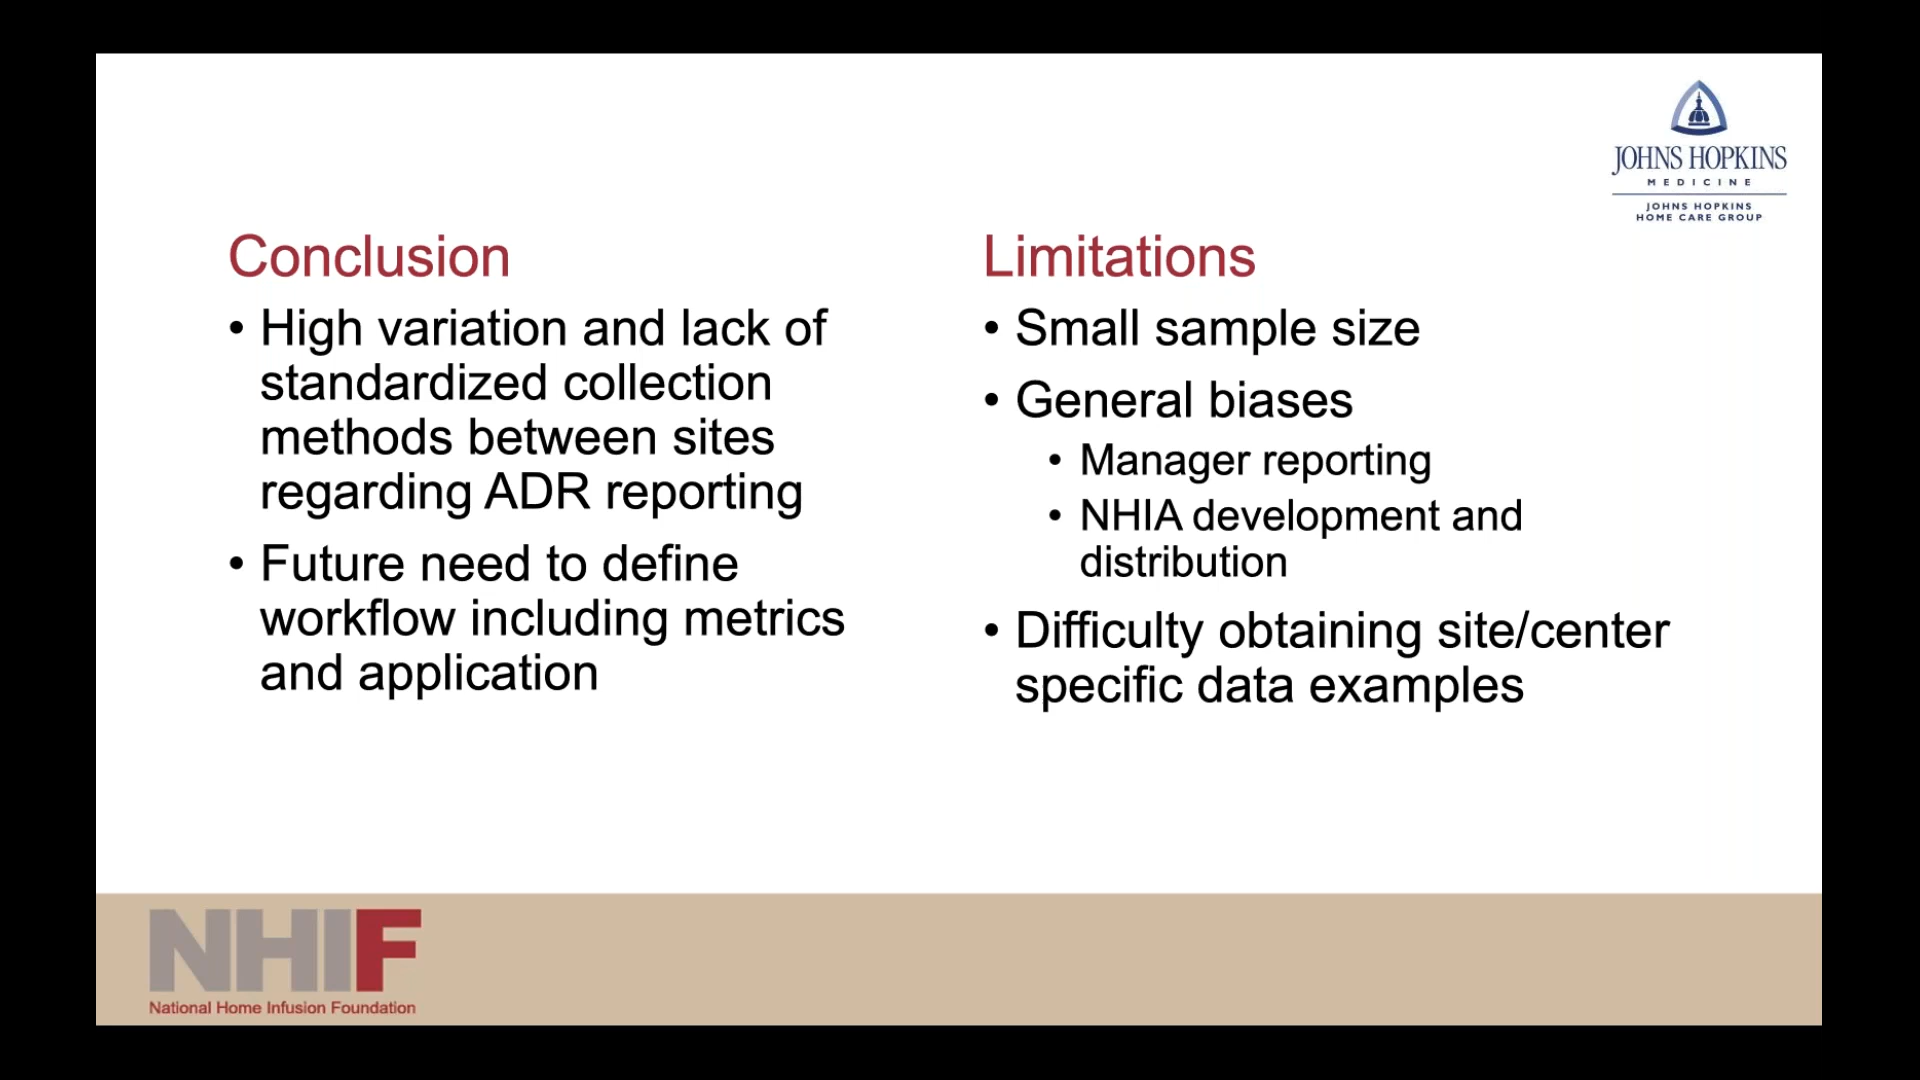 JOHNS HOPKINS
MEDICINE
JOHNS HOPKINS
HOME CARE GROUP
Conclusion
• High variation and lack of
standardized collection
methods between sites
regarding ADR reporting
• Future need to define
workflow including metrics
and application
Limitations
• Small sample size
• General biases
• Manager reporting
• NHIA development and
distribution
• Difficulty obtaining site/center
specific data examples
NHIF
National Home Infusion Foundation